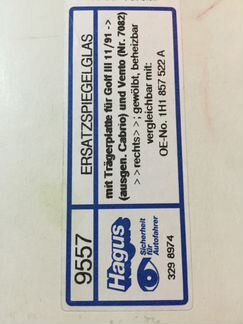 9557
ERSATZSPIEGELGLAS
mit Trägerplatte für Golf III 11/91 ->
(ausgen. Cabrio) und Vento (Nr. 7082)
> > rechts> >; gewölbt, beheizbar
vergleichbar mit:
OE-No. 1H1 857 522 A
Hagus
Sicherheit
für
Autofahrer
329 8974